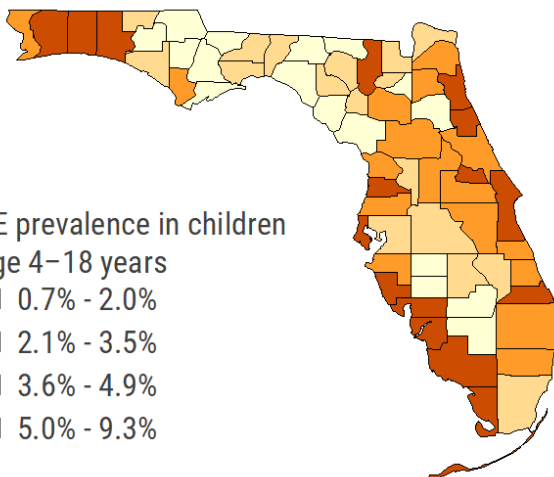 E prevalence in children
ge 4–18 years
0.7% - 2.0%
2.1% - 3.5%
3.6% - 4.9%
5.0% - 9.3%